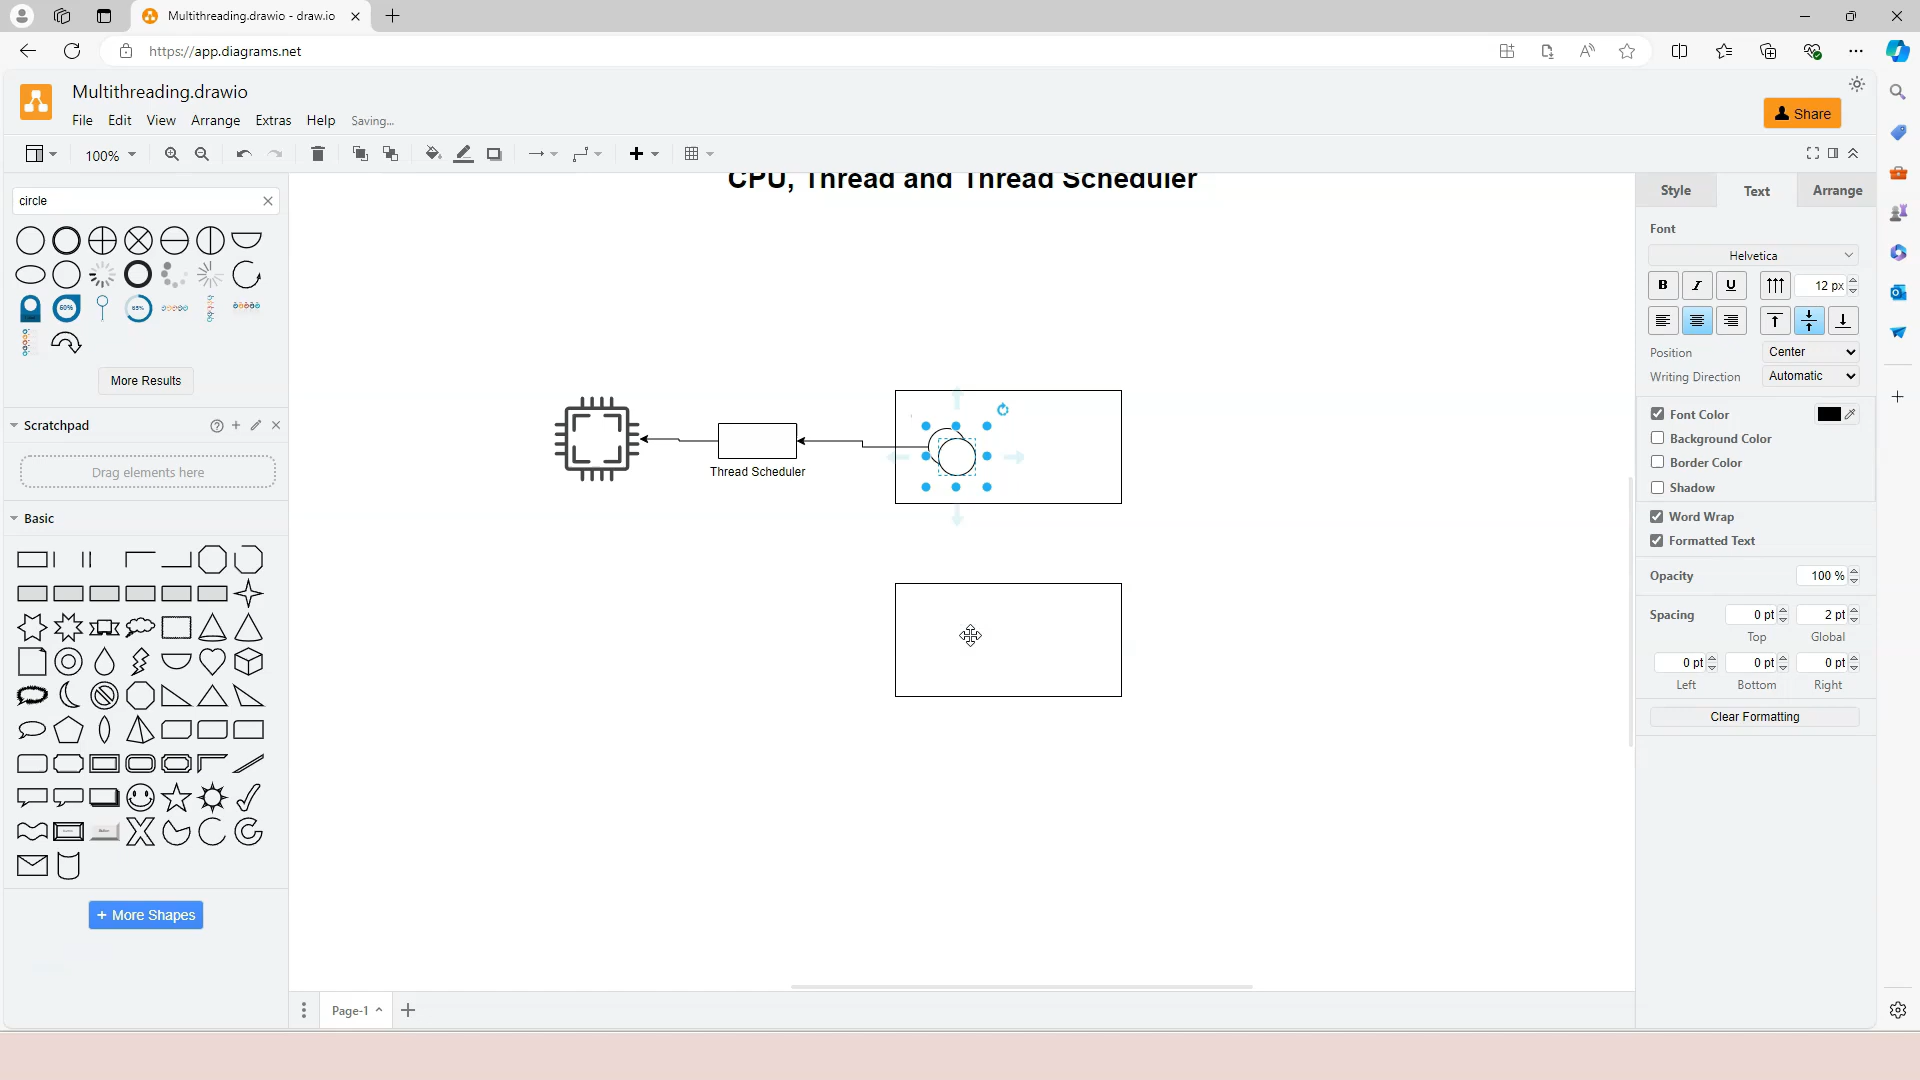 Multithreading.drawio - draw.io
https://app.diagrams.net
Multithreading.drawio
File Edit View Arrange Extras Help Saving...
Share
100%
circle
60%
65%
More Results
Scratchpad
Drag elements here
Basic
+ More Shapes
CPU, Thread and Thread Scheduler
Thread Scheduler
Page-1
Style Text Arrange
Font
Helvetica
B I U 12 px
Position Center
Writing Direction Automatic
Font Color
Background Color
Border Color
Shadow
Word Wrap
Formatted Text
Opacity 100 %
Spacing 0 pt 2 pt
Top Global
0 pt 0 pt 0 pt
Left Bottom Right
Clear Formatting